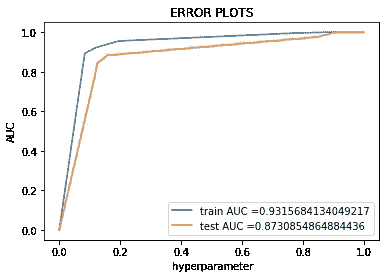 ERROR PLOTS
1.0
0.8
0.6
0.4
0.2
0.0
AUC
train AUC =0.9315684134049217
test AUC =0.8730854864884436
0.0 0.2 0.4 0.6 0.8 1.0
hyperparameter